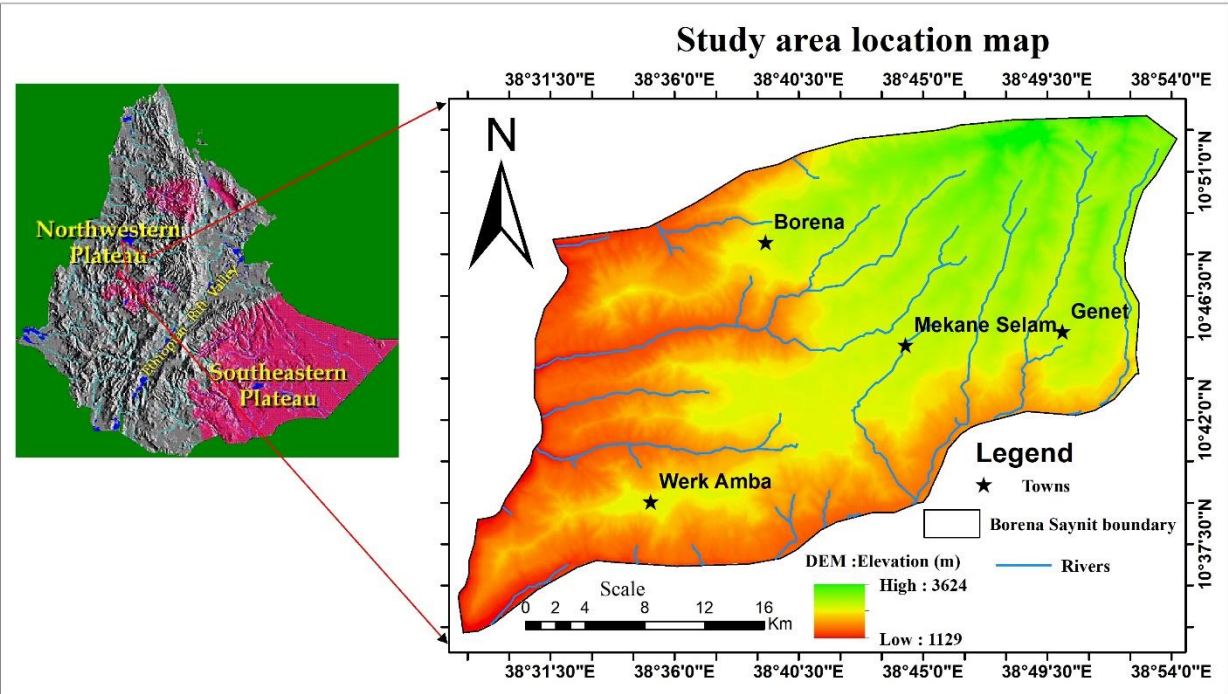 Study area location map
38°31'30"E 38°36'0"E 38°40'30"E 38°45'0"E 38°49'30"E 38°54'0"E
Northwestern
Plateau
Ethiopian Rift Valley
Southeastern
Plateau
N
Borena
Mekane Selam
Genet
Werk Amba
10°51'0"N
10°46'30"N
10°42'0"N
10°37'30"N
Legend
Towns
Borena Saynit boundary
Rivers
DEM :Elevation (m)
High : 3624
Low : 1129
Scale
0 2 4 8 12 16
Km
38°31'30"E 38°36'0"E 38°40'30"E 38°45'0"E 38°49'30"E 38°54'0"E